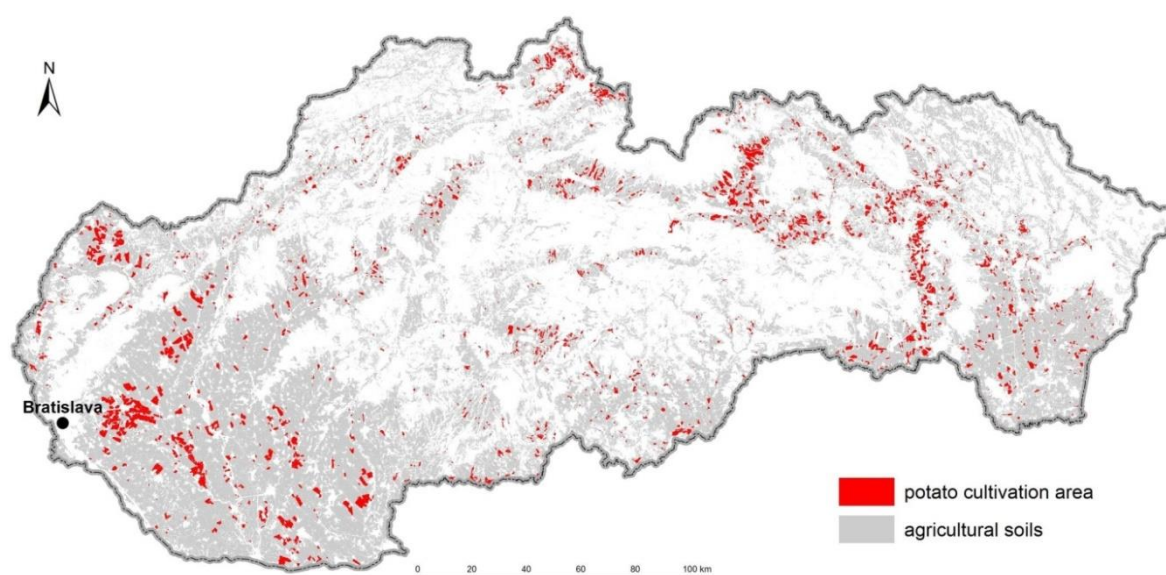 N
Bratislava
potato cultivation area
agricultural soils
0 20 40 60 80 100 km